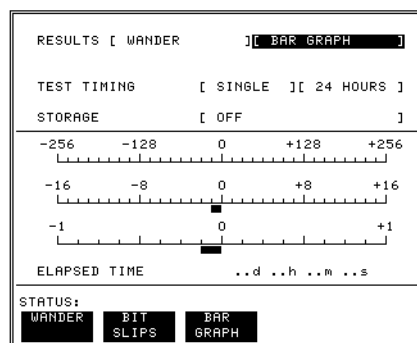 RESULTS [ WANDER ][ BAR GRAPH ]
TEST TIMING [ SINGLE ][ 24 HOURS ]
STORAGE [ OFF ]
-256 -128 0 +128 +256
-16 -8 0 +8 +16
-1 0 +1
ELAPSED TIME ..d ..h ..m ..s
STATUS:
WANDER BIT SLIPS BAR GRAPH